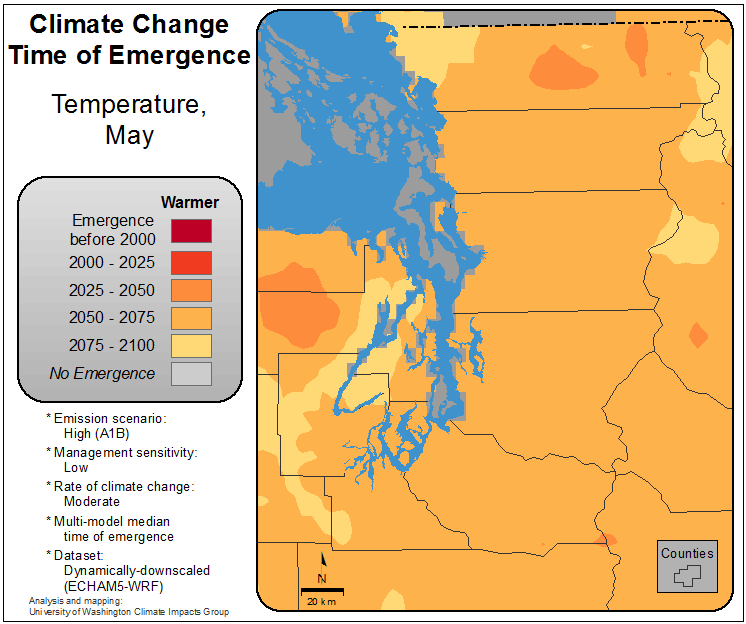 Climate Change
Time of Emergence
Temperature,
May
Warmer
Emergence
before 2000
2000 - 2025
2025 - 2050
2050 - 2075
2075 - 2100
No Emergence
* Emission scenario:
High (A1B)
* Management sensitivity:
Low
* Rate of climate change:
Moderate
* Multi-model median
time of emergence
* Dataset:
Dynamically-downscaled
(ECHAM5-WRF)
Analysis and mapping:
University of Washington Climate Impacts Group
N
20 km
Counties